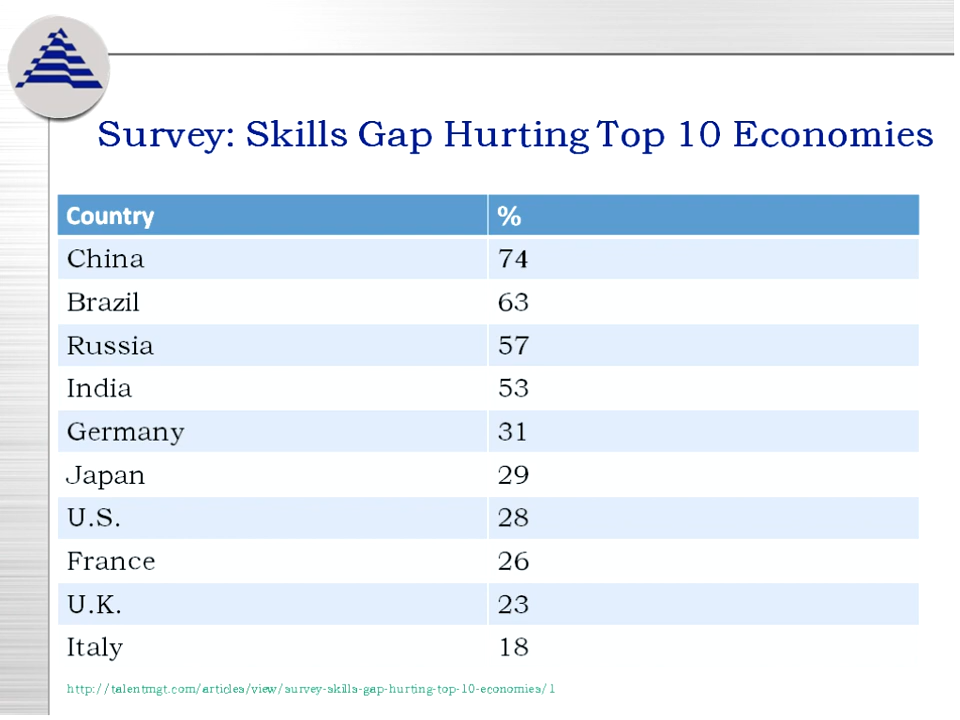 Survey: Skills Gap Hurting Top 10 Economies
Country %
China 74
Brazil 63
Russia 57
India 53
Germany 31
Japan 29
U.S. 28
France 26
U.K. 23
Italy 18
http://talentmgt.com/articles/view/survey-skills-gap-hurting-top-10-economies/1